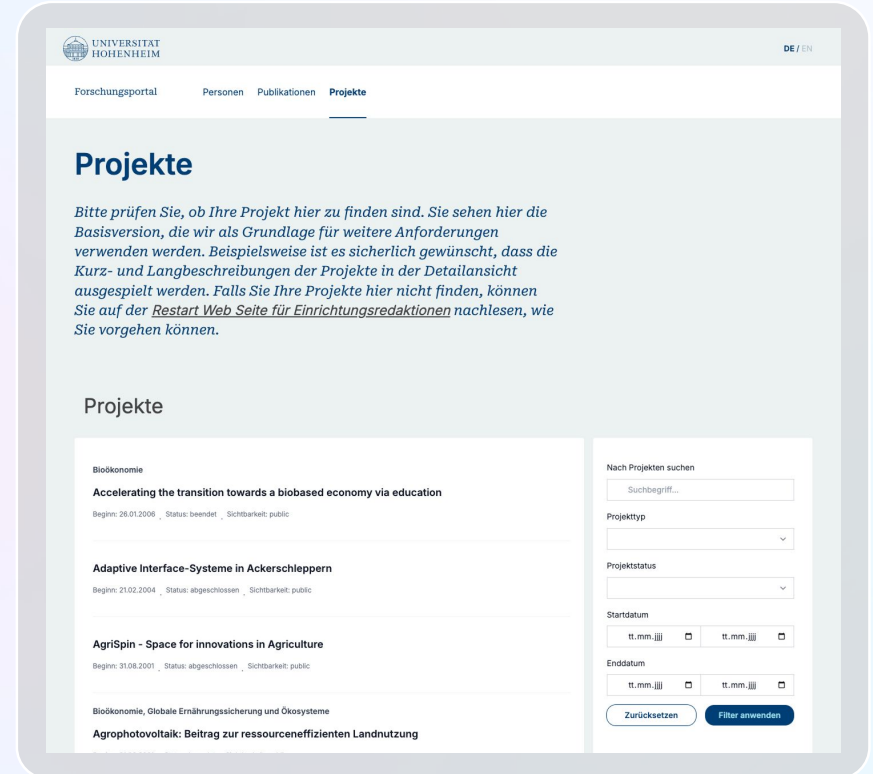 UNIVERSITÄT
HOHENHEIM
DE / EN
Forschungsportal Personen Publikationen Projekte
Projekte
Bitte prüfen Sie, ob Ihre Projekt hier zu finden sind. Sie sehen hier die
Basisversion, die wir als Grundlage für weitere Anforderungen
verwenden werden. Beispielsweise ist es sicherlich gewünscht, dass die
Kurz- und Langbeschreibungen der Projekte in der Detailansicht
ausgespielt werden. Falls Sie Ihre Projekte hier nicht finden, können
Sie auf der Restart Web Seite für Einrichtungsredaktionen nachlesen, wie
Sie vorgehen können.
Projekte
Bioökonomie
Accelerating the transition towards a biobased economy via education
Beginn: 26.01.2006 . Status: beendet . Sichtbarkeit: public
Adaptive Interface-Systeme in Ackerschleppern
Beginn: 21.02.2004 . Status: abgeschlossen . Sichtbarkeit: public
AgriSpin - Space for innovations in Agriculture
Beginn: 31.08.2001 . Status: abgeschlossen . Sichtbarkeit: public
Bioökonomie, Globale Ernährungssicherung und Ökosysteme
Agrophotovoltaik: Beitrag zur ressourceneffizienten Landnutzung
Nach Projekten suchen
Suchbegriff...
Projekttyp
Projektstatus
Startdatum
tt.mm.jjjj tt.mm.jjjj
Enddatum
tt.mm.jjjj tt.mm.jjjj
Zurücksetzen Filter anwenden